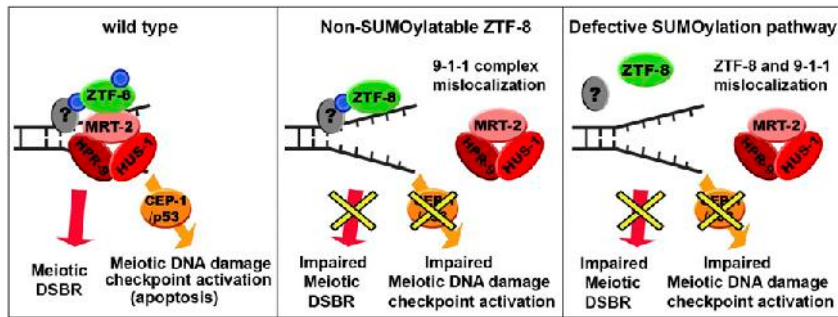 wild type
ZTF-8
?
MRT-2
HPR-9
HUS-1
CEP-1
/p53
Meiotic
DSBR
Meiotic DNA damage
checkpoint activation
(apoptosis)
Non-SUMOylatable ZTF-8
9-1-1 complex
mislocalization
ZTF-8
?
MRT-2
HPR-9
HUS-1
Impaired
Meiotic
DSBR
Impaired
Meiotic DNA damage
checkpoint activation
Defective SUMOylation pathway
ZTF-8
ZTF-8 and 9-1-1
mislocalization
?
MRT-2
HPR-9
HUS-1
Impaired
Meiotic
DSBR
Impaired
Meiotic DNA damage
checkpoint activation